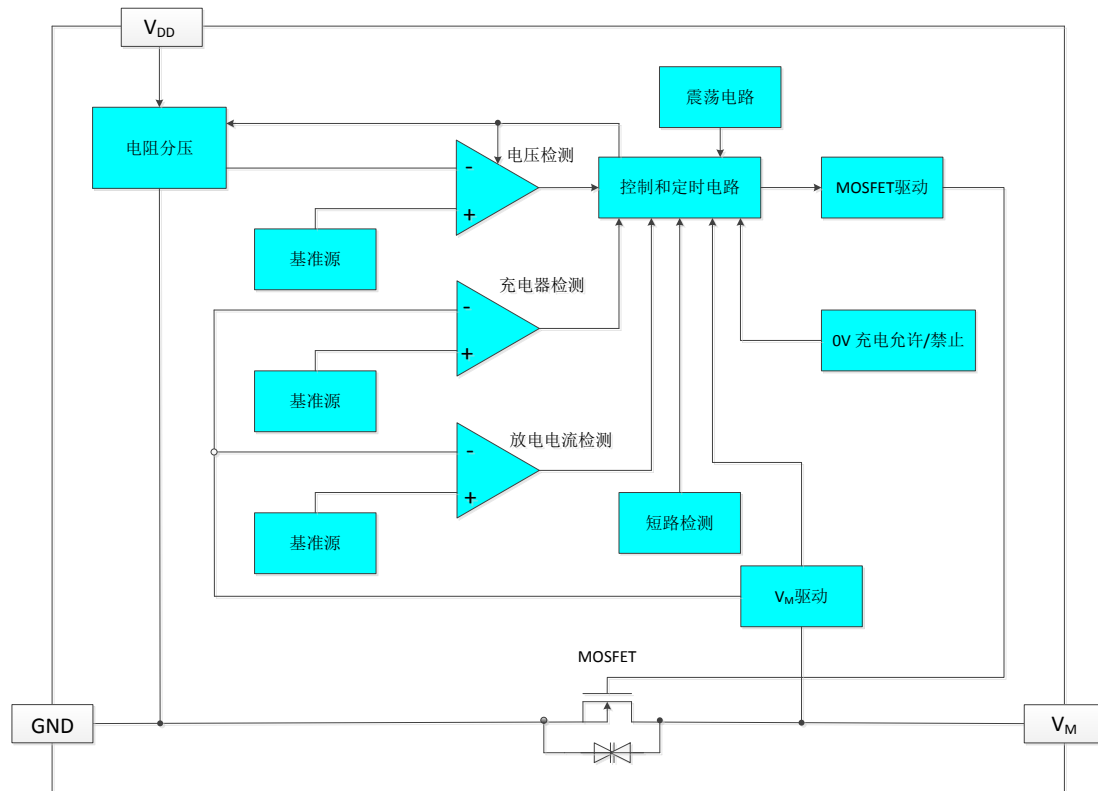 V_DD
震荡电路
电阻分压
电压检测
-
+
控制和定时电路
MOSFET驱动
基准源
充电器检测
-
+
0V 充电允许/禁止
基准源
放电电流检测
-
+
短路检测
基准源
V_M驱动
MOSFET
GND
V_M